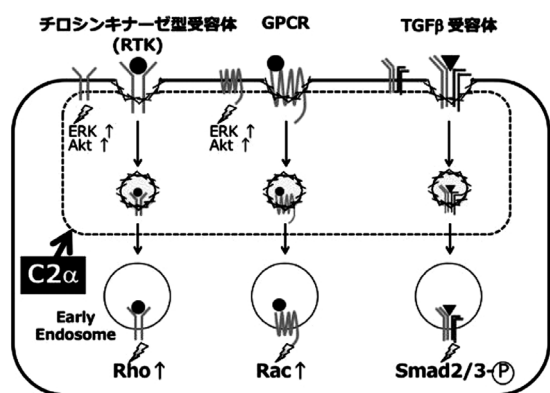 チロシンキナーゼ型受容体
(RTK)
GPCR
TGFβ 受容体
ERK ↑
Akt ↑
ERK ↑
Akt ↑
C2α
Early
Endosome
Rho ↑
Rac ↑
Smad2/3-Ⓟ